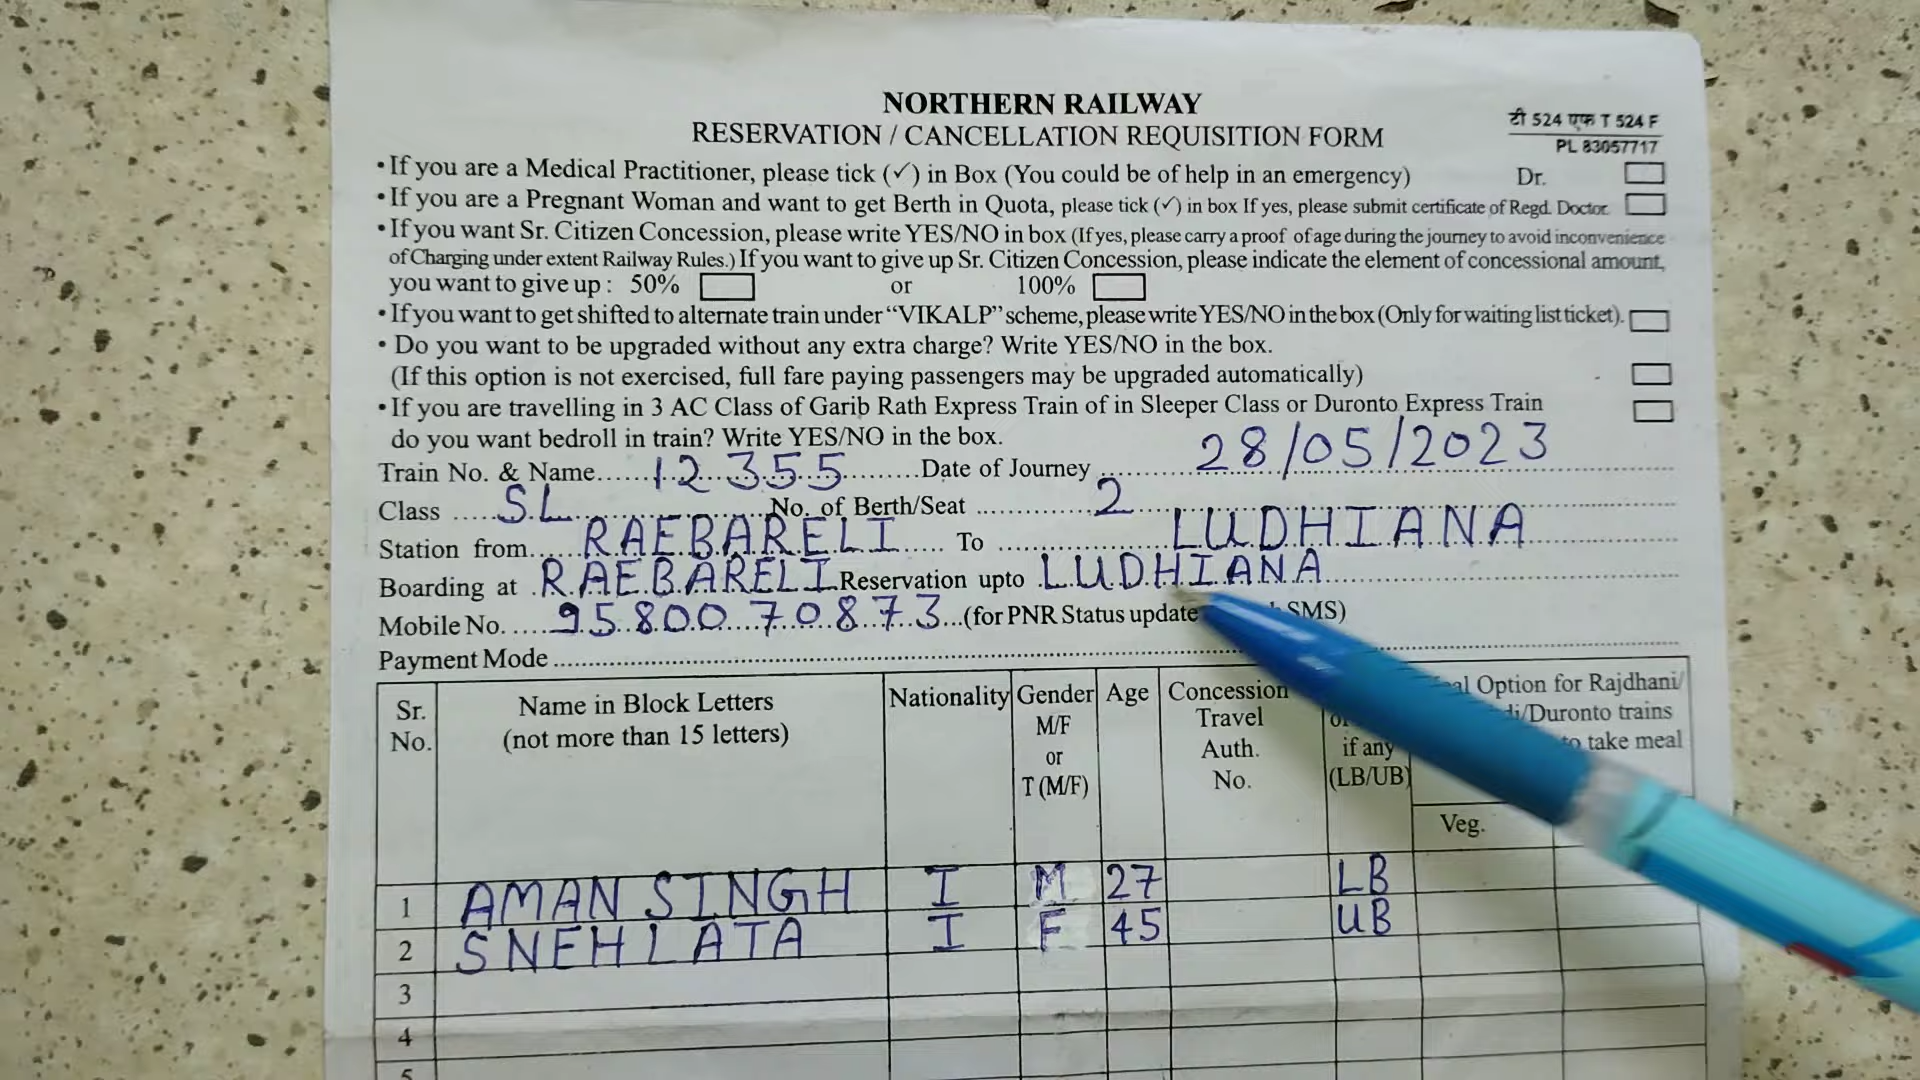 NORTHERN RAILWAY
टी 524 एफ T 524 F
RESERVATION / CANCELLATION REQUISITION FORM
PL 83057717
•If you are a Medical Practitioner, please tick (✓) in Box (You could be of help in an emergency) Dr.
•If you are a Pregnant Woman and want to get Berth in Quota, please tick (✓) in box If yes, please submit certificate of Regd. Doctor.
•If you want Sr. Citizen Concession, please write YES/NO in box (If yes, please carry a proof of age during the journey to avoid inconvenience
of Charging under extent Railway Rules.) If you want to give up Sr. Citizen Concession, please indicate the element of concessional amount,
you want to give up : 50% or 100%
•If you want to get shifted to alternate train under "VIKALP" scheme, please write YES/NO in the box (Only for waiting list ticket).
• Do you want to be upgraded without any extra charge? Write YES/NO in the box.
(If this option is not exercised, full fare paying passengers may be upgraded automatically)
•If you are travelling in 3 AC Class of Garib Rath Express Train of in Sleeper Class or Duronto Express Train
do you want bedroll in train? Write YES/NO in the box.
Train No. & Name 12355 Date of Journey 28/05/2023
Class SL No. of Berth/Seat 2
Station from RAEBARELI To LUDHIANA
Boarding at RAEBARELI Reservation upto LUDHIANA
Mobile No. 9580070873 (for PNR Status update SMS)
Payment Mode
Sr. No. Name in Block Letters (not more than 15 letters) Nationality Gender M/F or T (M/F) Age Concession Travel Auth. No. if any (LB/UB) Option for Rajdhani/ /Duronto trains to take meal
Veg.
1 AMAN SINGH I M 27 LB
2 SNEHLATA I F 45 UB
3
4
5